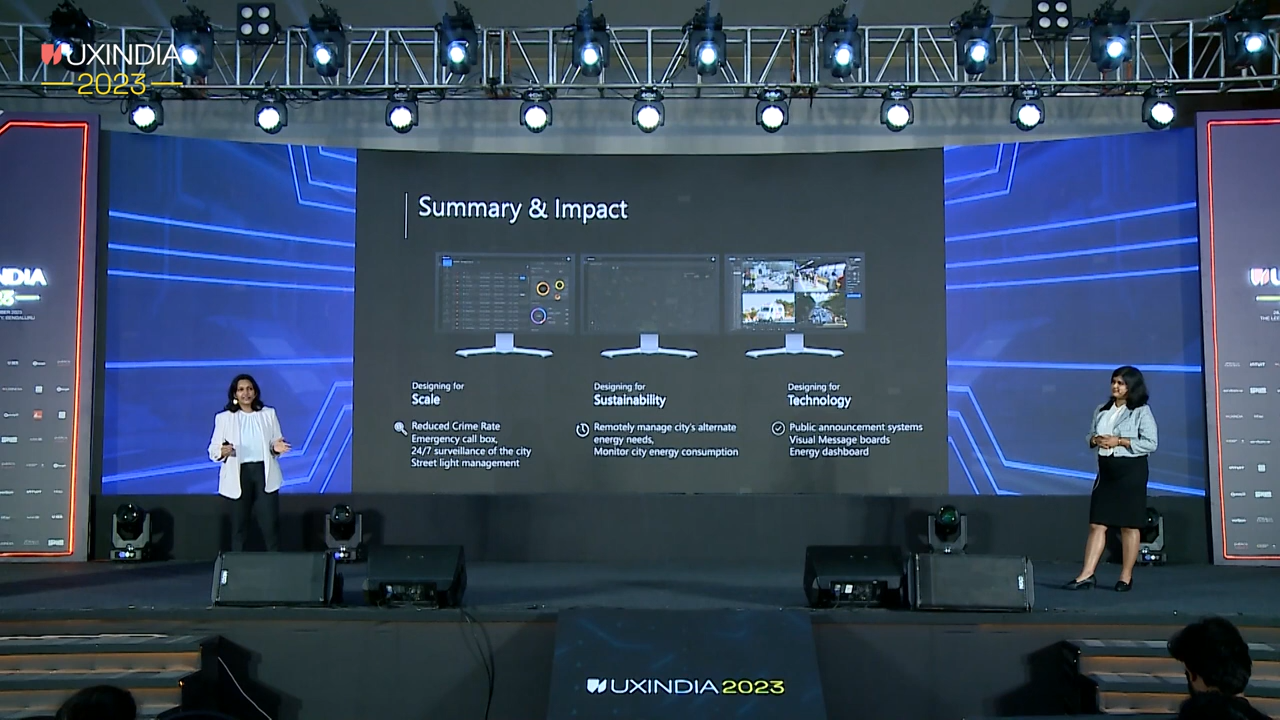 UXINDIA
2023
Summary & Impact
Designing for
Scale
Reduced Crime Rate
Emergency call box,
24/7 surveillance of the city
Street light management
Designing for
Sustainability
Remotely manage city's alternate
energy needs,
Monitor city energy consumption
Designing for
Technology
Public announcement systems
Visual Message boards
Energy dashboard
NDIA
UXINDIA 2023